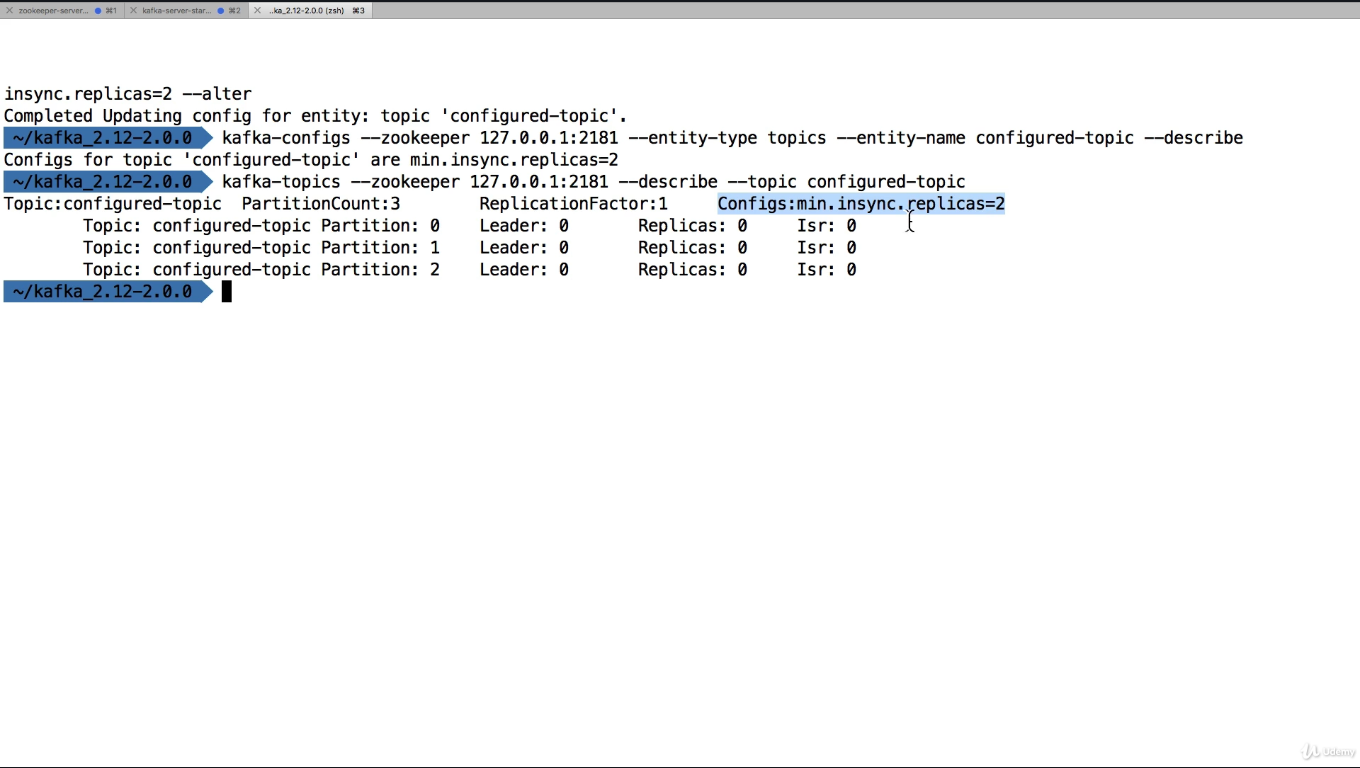 zookeeper-server... ⌘1 kafka-server-star... ⌘2 ..ka_2.12-2.0.0 (zsh) ⌘3
insync.replicas=2 --alter
Completed Updating config for entity: topic 'configured-topic'.
~/kafka_2.12-2.0.0 kafka-configs --zookeeper 127.0.0.1:2181 --entity-type topics --entity-name configured-topic --describe
Configs for topic 'configured-topic' are min.insync.replicas=2
~/kafka_2.12-2.0.0 kafka-topics --zookeeper 127.0.0.1:2181 --describe --topic configured-topic
Topic:configured-topic PartitionCount:3 ReplicationFactor:1 Configs:min.insync.replicas=2
Topic: configured-topic Partition: 0 Leader: 0 Replicas: 0 Isr: 0
Topic: configured-topic Partition: 1 Leader: 0 Replicas: 0 Isr: 0
Topic: configured-topic Partition: 2 Leader: 0 Replicas: 0 Isr: 0
~/kafka_2.12-2.0.0
Udemy